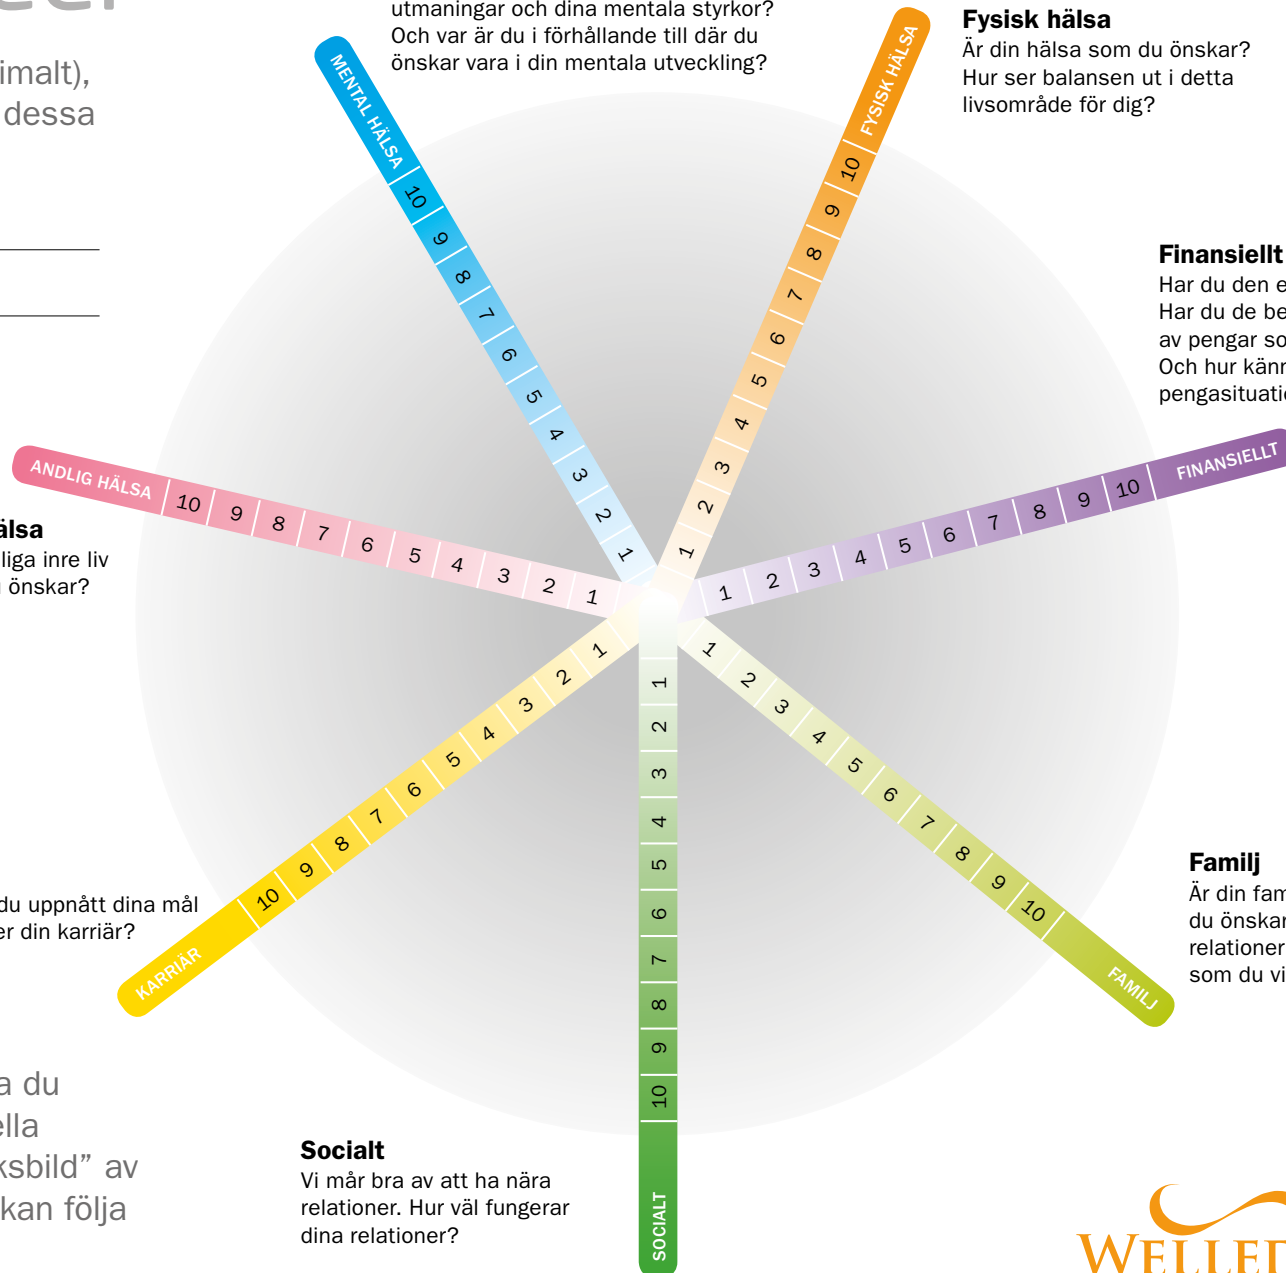 utmaningar och dina mentala styrkor?
Och var är du i förhållande till där du
önskar vara i din mentala utveckling?
Fysisk hälsa
Är din hälsa som du önskar?
Hur ser balansen ut i detta
livsområde för dig?
dessa
MENTAL HÄLSA 10 9 8 7 6 5 4 3 2 1
FYSISK HÄLSA 10 9 8 7 6 5 4 3 2 1
Finansiellt
Har du den e
Har du de be
av pengar so
Och hur känn
pengasituatio
ANDLIG HÄLSA 10 9 8 7 6 5 4 3 2 1
1 2 3 4 5 6 7 8 9 10 FINANSIELLT
älsa
liga inre liv
önskar?
1 2 3 4 5 6 7 8 9 10 KARRIÄR
1 2 3 4 5 6 7 8 9 10 SOCIALT
1 2 3 4 5 6 7 8 9 10 FAMILJ
du uppnått dina mål
er din karriär?
Familj
Är din fam
du önskar
relationer
som du vi
a du
ella
ksbild” av
kan följa
Socialt
Vi mår bra av att ha nära
relationer. Hur väl fungerar
dina relationer?
WELLED